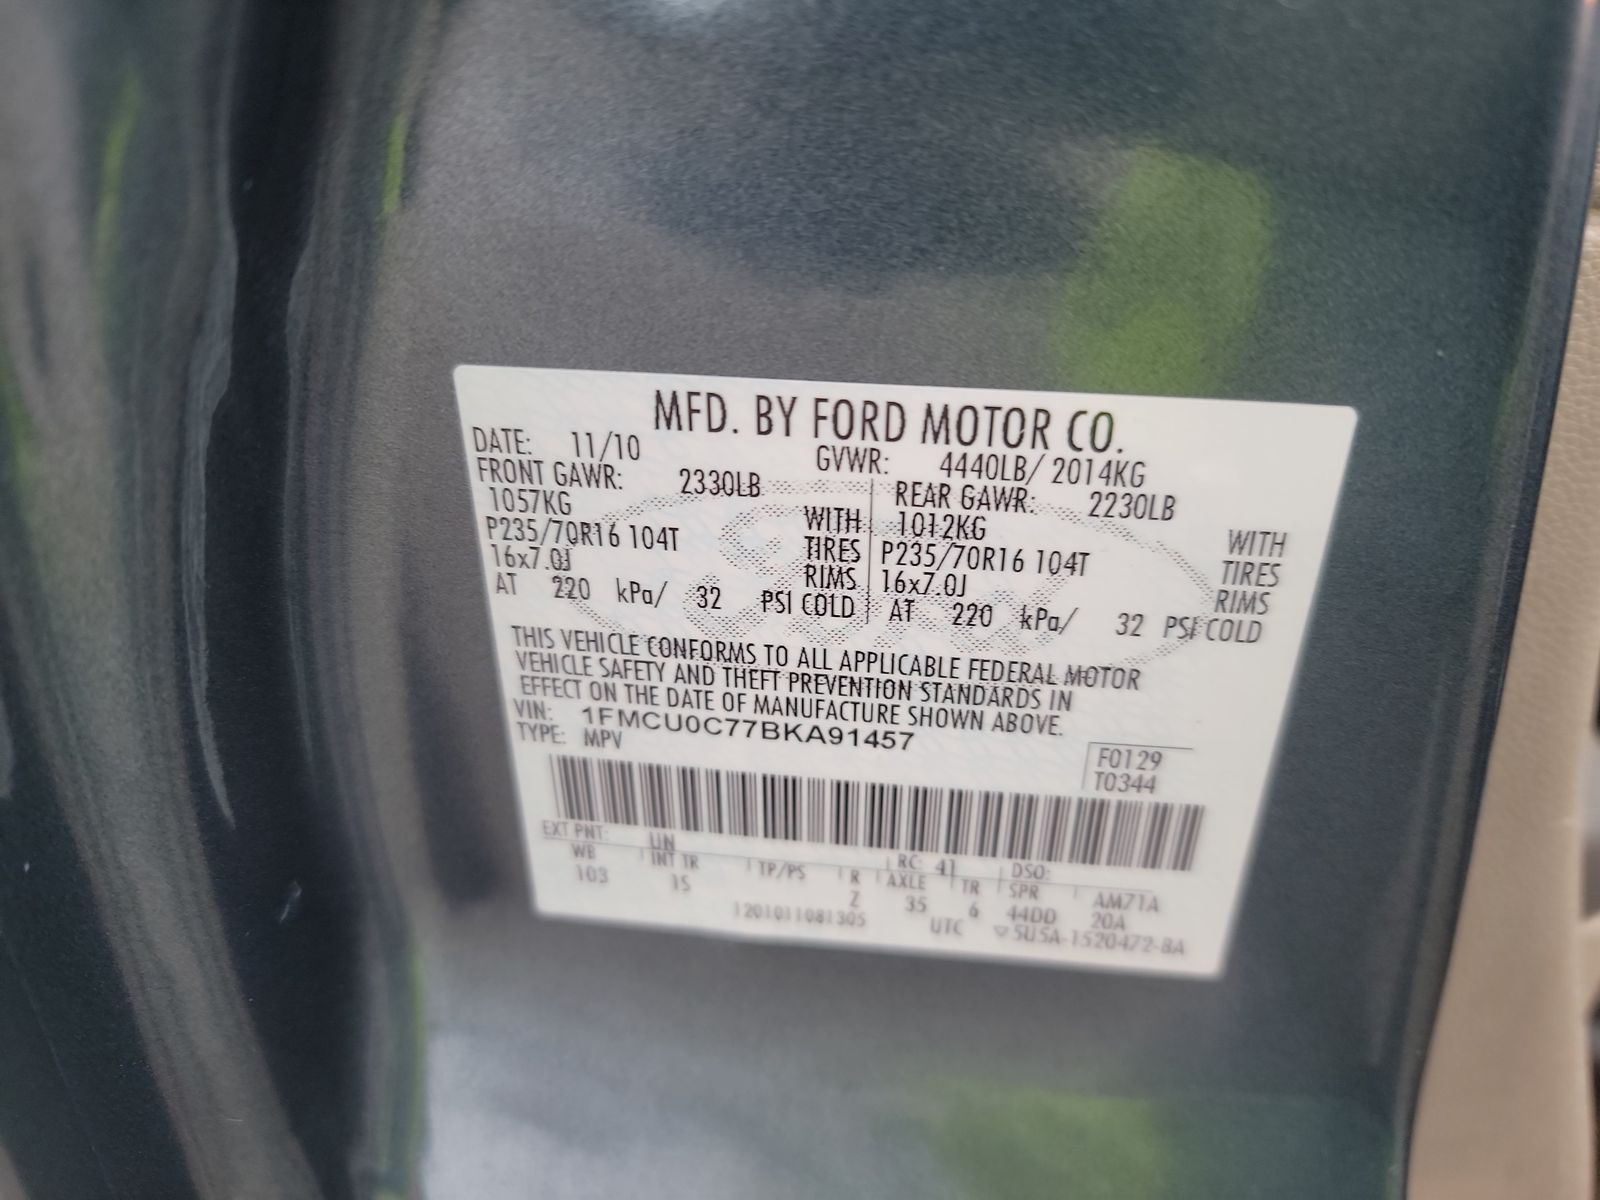 MFD. BY FORD MOTOR CO.
DATE: 11/10 GVWR: 4440LB/ 2014KG
FRONT GAWR: 2330LB REAR GAWR: 2230LB
1057KG WITH 1012KG WITH
P235/70R16 104T TIRES P235/70R16 104T TIRES
16x7.0J RIMS 16x7.0J RIMS
AT 220 kPa/ 32 PSI COLD AT 220 kPa/ 32 PSI COLD
THIS VEHICLE CONFORMS TO ALL APPLICABLE FEDERAL MOTOR
VEHICLE SAFETY AND THEFT PREVENTION STANDARDS IN
EFFECT ON THE DATE OF MANUFACTURE SHOWN ABOVE.
VIN: 1FMCU0C77BKA91457
TYPE: MPV
F0129
T0344
EXT PNT: UN RC: 41 DSO:
WB INT TR TP/PS R AXLE TR SPR AM71A
103 15 Z 35 6 44DD 20A
1201011081305 UTC ▽5U5A-1520472-BA